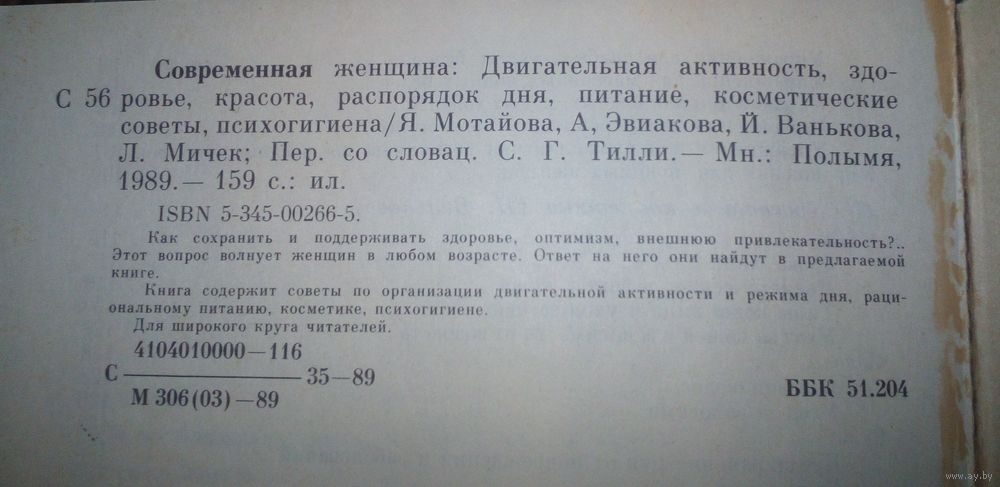 Современная женщина: Двигательная активность, здо-
С 56 ровье, красота, распорядок дня, питание, косметические
советы, психогигиена/Я. Мотайова, А, Эвиакова, Й. Ванькова,
Л. Мичек; Пер. со словац. С. Г. Тилли.— Мн.: Полымя,
1989.— 159 с.: ил.
ISBN 5-345-00266-5.
Как сохранить и поддерживать здоровье, оптимизм, внешнюю привлекательность?..
Этот вопрос волнует женщин в любом возрасте. Ответ на него они найдут в предлагаемой
книге.
Книга содержит советы по организации двигательной активности и режима дня, раци-
ональному питанию, косметике, психогигиене.
Для широкого круга читателей.
4104010000—116
С 35—89
М 306(03)—89
ББК 51.204
www.ay.by